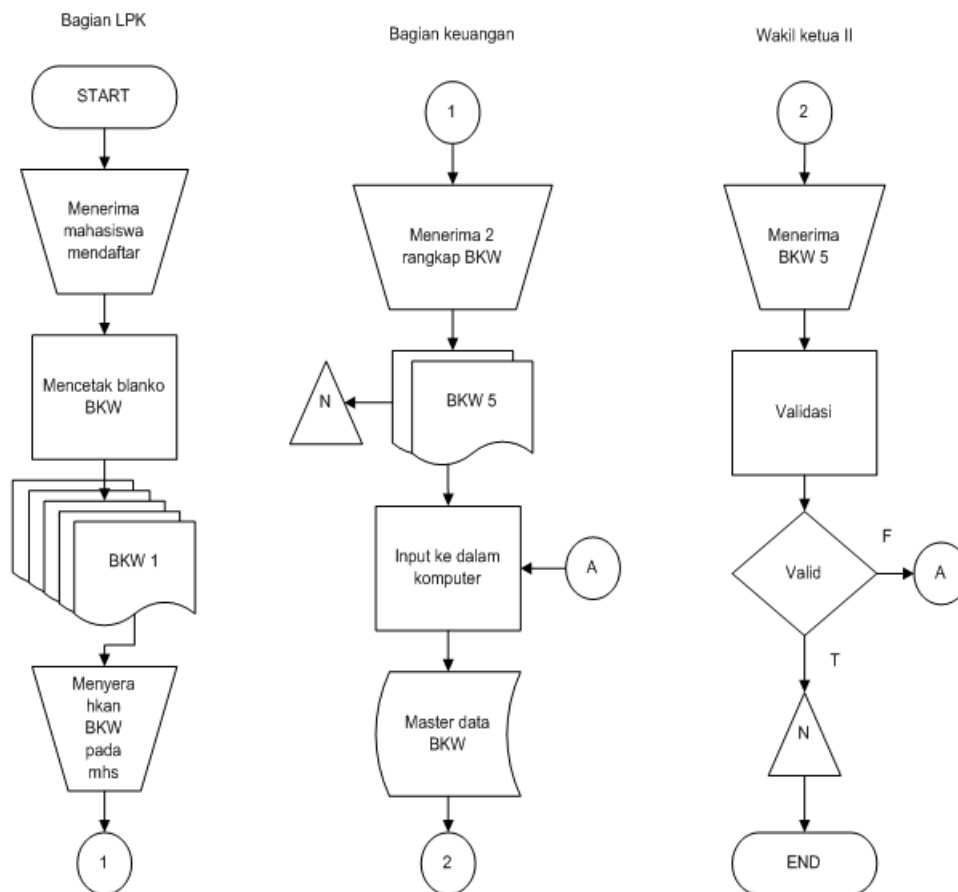 Bagian LPK
START
Menerima
mahasiswa
mendaftar
Mencetak blanko
BKW
BKW 1
Menyera
hkan
BKW
pada
mhs
1
Bagian keuangan
1
Menerima 2
rangkap BKW
N
BKW 5
Input ke dalam
komputer
A
Master data
BKW
2
Wakil ketua II
2
Menerima
BKW 5
Validasi
Valid
F
A
T
N
END